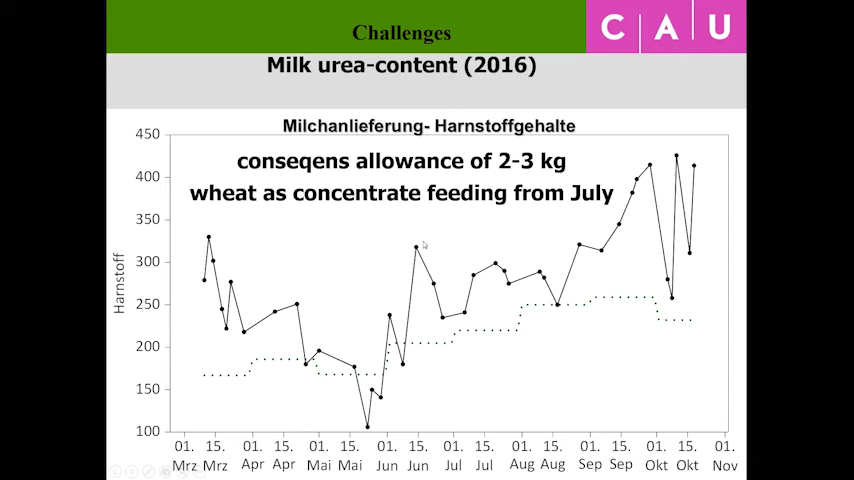 Challenges
C A U
Milk urea-content (2016)
Milchanlieferung- Harnstoffgehalte
conseqens allowance of 2-3 kg
wheat as concentrate feeding from July
Harnstoff
450
400
350
300
250
200
150
100
01. 15. 01. 15. 01. 15. 01. 15. 01. 15. 01. 15. 01. 15. 01. 15. 01.
Mrz Mrz Apr Apr Mai Mai Jun Jun Jul Jul Aug Aug Sep Sep Okt Okt Nov